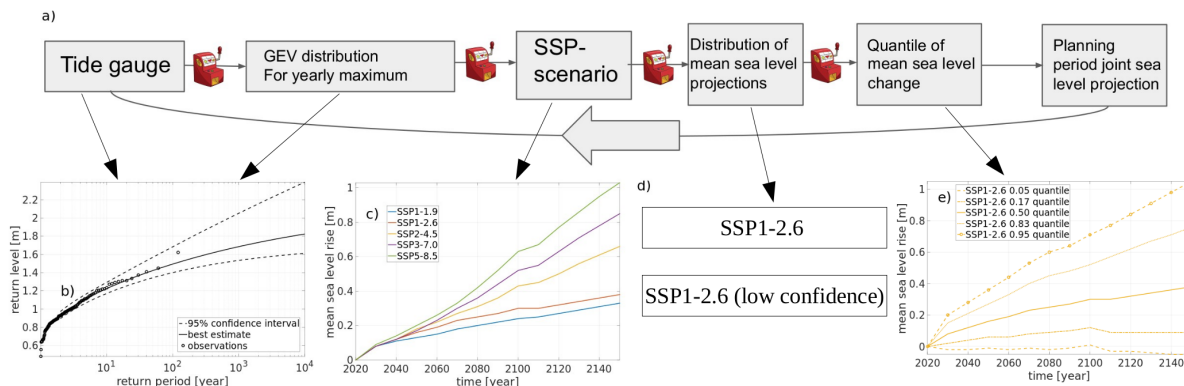 a)
Tide gauge
GEV distribution
For yearly maximum
SSP-
scenario
Distribution of
mean sea level
projections
Quantile of
mean sea level
change
Planning
period joint sea
level projection
b)
return level [m]
2.2
2
1.8
1.6
1.4
1.2
1
0.8
0.6
95% confidence interval
best estimate
observations
10^1
10^2
10^3
10^4
return period [year]
c)
mean sea level rise [m]
1
0.8
0.6
0.4
0.2
0
SSP1-1.9
SSP1-2.6
SSP2-4.5
SSP3-7.0
SSP5-8.5
2020 2040 2060 2080 2100 2120 2140
time [year]
d)
SSP1-2.6
SSP1-2.6 (low confidence)
e)
mean sea level rise [m]
1
0.8
0.6
0.4
0.2
0
SSP1-2.6 0.05 quantile
SSP1-2.6 0.17 quantile
SSP1-2.6 0.50 quantile
SSP1-2.6 0.83 quantile
SSP1-2.6 0.95 quantile
2020 2040 2060 2080 2100 2120 2140
time [year]